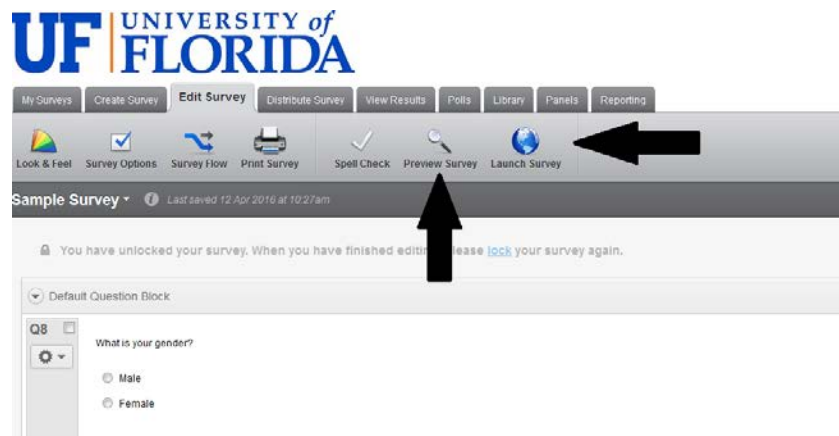 UF UNIVERSITY of
FLORIDA
My Surveys Create Survey Edit Survey Distribute Survey View Results Polls Library Panels Reporting
Look & Feel Survey Options Survey Flow Print Survey Spell Check Preview Survey Launch Survey
Sample Survey Last saved 12 Apr 2016 at 10:27am
You have unlocked your survey. When you have finished lock your survey again.
Default Question Block
Q8
What is your gender?
Male
Female